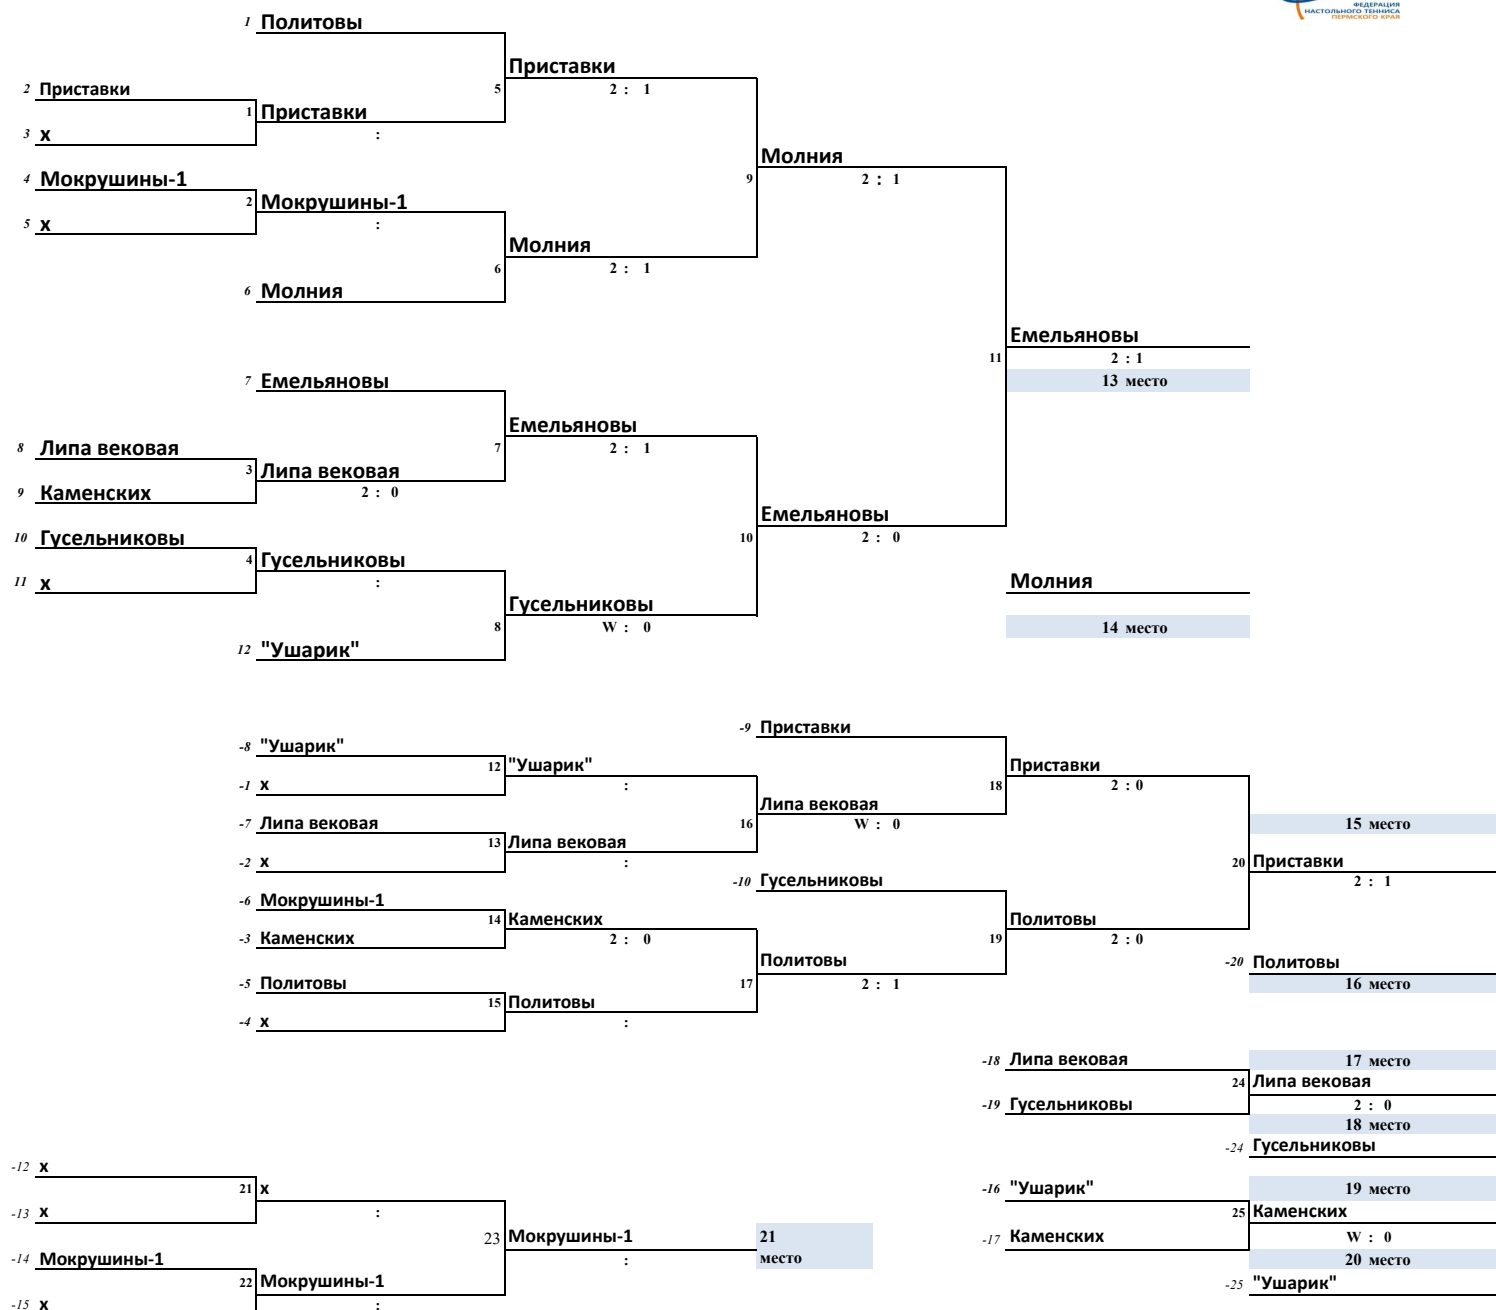 ФЕДЕРАЦИЯ
НАСТОЛЬНОГО ТЕННИСА
ПЕРМСКОГО КРАЯ
1 Политовы
Приставки
2 Приставки 5 2 : 1
1 Приставки
3 x :
Молния
4 Мокрушины-1 9 2 : 1
2 Мокрушины-1
5 x :
Молния
6 2 : 1
6 Молния
Емельяновы
11 2 : 1
7 Емельяновы 13 место
Емельяновы
8 Липа вековая 7 2 : 1
3 Липа вековая
9 Каменских 2 : 0
Емельяновы
10 Гусельниковы 10 2 : 0
4 Гусельниковы
11 x : Молния
Гусельниковы
8 W : 0 14 место
12 "Ушарик"
-9 Приставки
-8 "Ушарик"
12 "Ушарик" Приставки
-1 x : 18 2 : 0
Липа вековая
-7 Липа вековая 16 W : 0 15 место
13 Липа вековая
-2 x : 20 Приставки
-10 Гусельниковы 2 : 1
-6 Мокрушины-1
14 Каменских Политовы
-3 Каменских 2 : 0 19 2 : 0
Политовы -20 Политовы
-5 Политовы 17 2 : 1 16 место
15 Политовы
-4 x :
-18 Липа вековая 17 место
24 Липа вековая
-19 Гусельниковы 2 : 0
18 место
-24 Гусельниковы
-12 x
21 x -16 "Ушарик" 19 место
-13 x : 25 Каменских
23 Мокрушины-1 21 -17 Каменских W : 0
-14 Мокрушины-1 : место 20 место
22 Мокрушины-1 -25 "Ушарик"
-15 x :